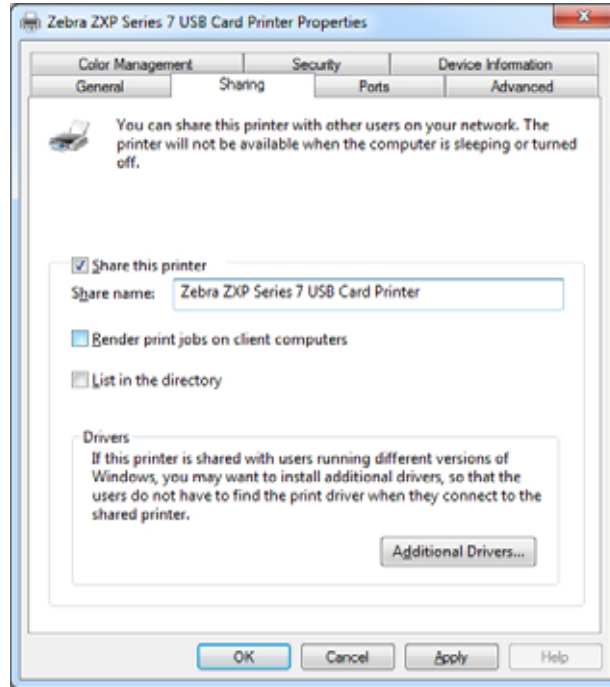 Zebra ZXP Series 7 USB Card Printer Properties
Color Management Security Device Information
General Sharing Ports Advanced
You can share this printer with other users on your network. The
printer will not be available when the computer is sleeping or turned
off.
Share this printer
Share name: Zebra ZXP Series 7 USB Card Printer
Render print jobs on client computers
List in the directory
Drivers
If this printer is shared with users running different versions of
Windows, you may want to install additional drivers, so that the
users do not have to find the print driver when they connect to the
shared printer.
Additional Drivers...
OK Cancel Apply Help